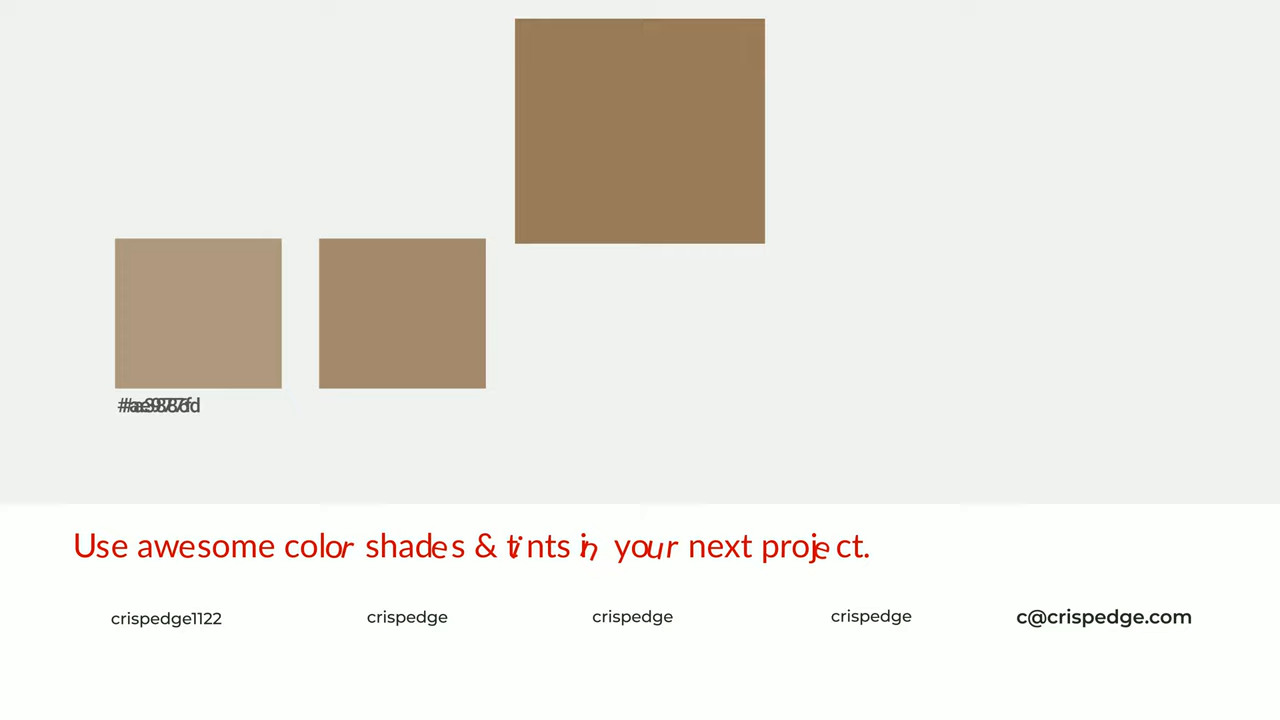 Use awesome color shades & tints in your next project.
crispedge1122 crispedge crispedge crispedge c@crispedge.com